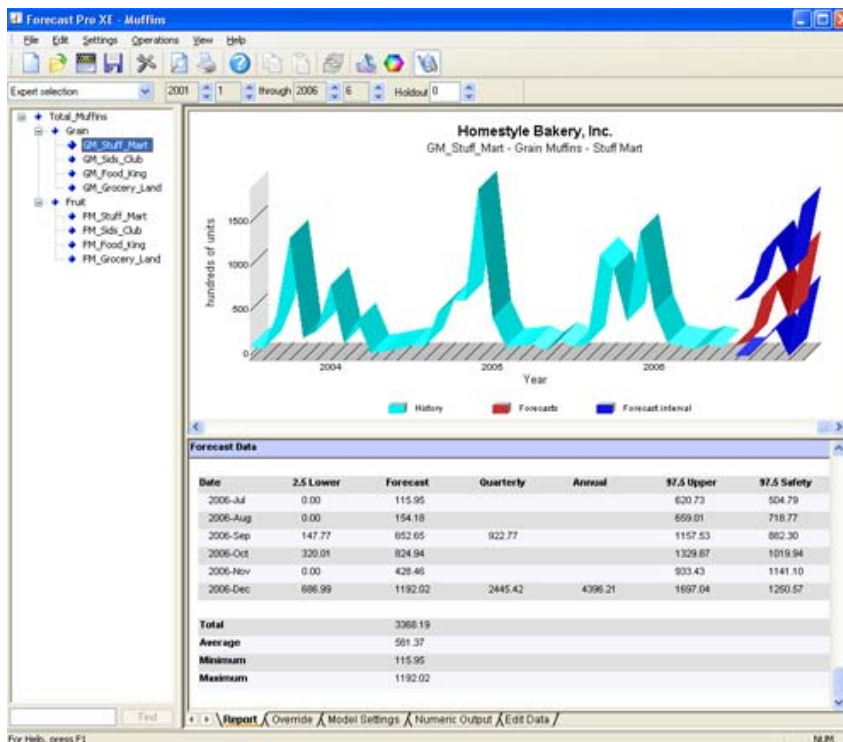 Forecast Pro XE - Muffins
File Edit Settings Operations View Help
Expert selection 2001 1 through 2006 6 Holdout 0
Total_Muffins
Grain
GM_Stuff_Mart
GM_Sids_Club
GM_Food_King
GM_Grocery_Land
Fruit
FM_Stuff_Mart
FM_Sids_Club
FM_Food_King
FM_Grocery_Land
Homestyle Bakery, Inc.
GM_Stuff_Mart - Grain Muffins - Stuff Mart
hundreds of units
1500
1000
500
0
2004 2005 2006
Year
History Forecasts Forecast interval
Forecast Data
Date 2.5 Lower Forecast Quarterly Annual 97.5 Upper 97.5 Safety
2006-Jul 0.00 115.95 620.73 504.79
2006-Aug 0.00 154.18 659.01 718.77
2006-Sep 147.77 652.65 922.77 1157.53 882.30
2006-Oct 320.01 824.94 1329.87 1019.94
2006-Nov 0.00 428.46 933.43 1141.10
2006-Dec 686.99 1192.02 2445.42 4396.21 1697.04 1250.57
Total 3368.19
Average 561.37
Minimum 115.95
Maximum 1192.02
Find
Report Override Model Settings Numeric Output Edit Data
For Help, press F1 NUM